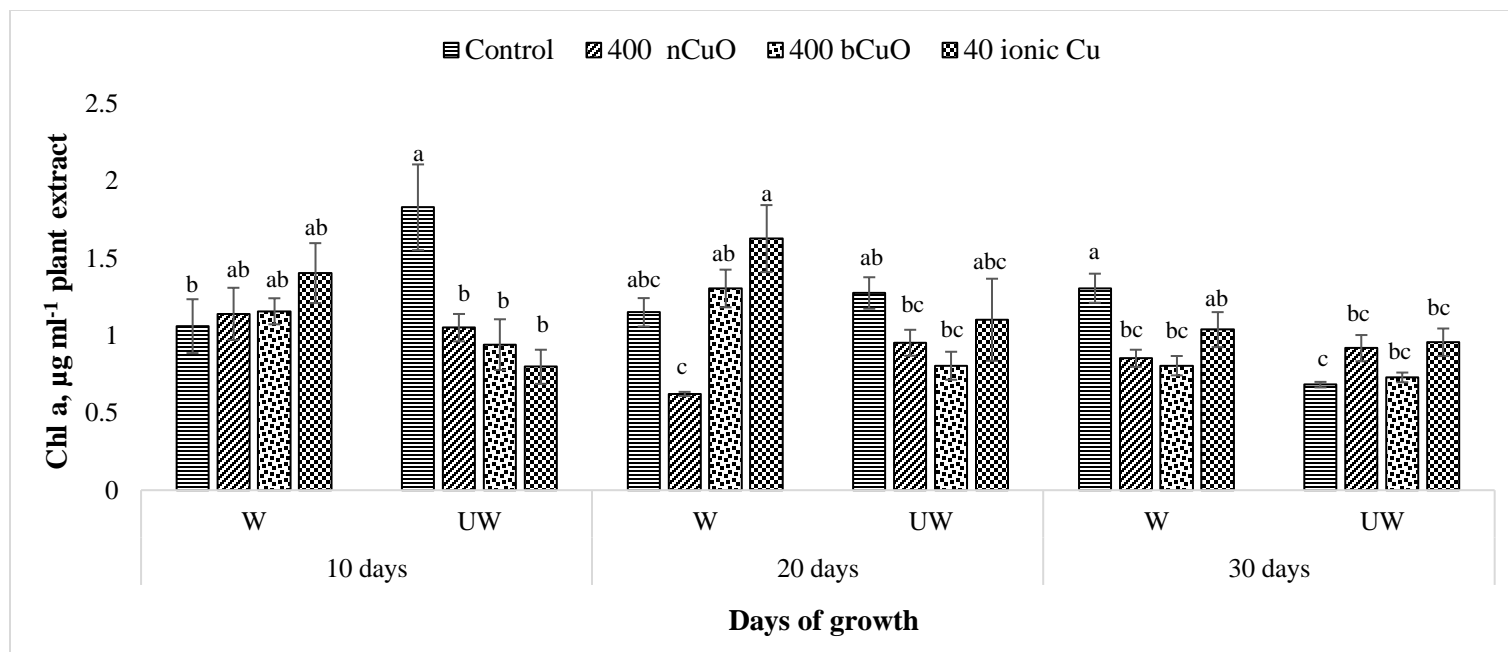 Control 400 nCuO 400 bCuO 40 ionic Cu
2.5
2
1.5
1
0.5
0
Chl a, µg ml-1 plant extract
b ab ab ab a b b b abc c ab a ab bc bc abc a bc bc ab c bc bc bc
W UW W UW W UW
10 days 20 days 30 days
Days of growth